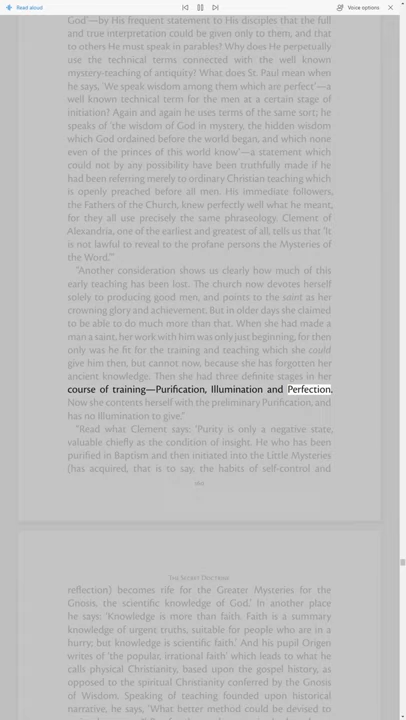 Read aloud
Voice options
God'—by His frequent statement to His disciples that the full
and true interpretation could be given only to them, and that
to others He must speak in parables? Why does He perpetually
use the technical terms connected with the well known
mystery-teaching of antiquity? What does St. Paul mean when
he says, 'We speak wisdom among them which are perfect'—a
well known technical term for the men at a certain stage of
initiation? Again and again he uses terms of the same sort; he
speaks of 'the wisdom of God in mystery, the hidden wisdom
which God ordained before the world began, and which none
even of the princes of this world know'—a statement which
could not by any possibility have been truthfully made if he
had been referring merely to ordinary Christian teaching which
is openly preached before all men. His immediate followers,
the Fathers of the Church, knew perfectly well what he meant,
for they all use precisely the same phraseology. Clement of
Alexandria, one of the earliest and greatest of all, tells us that 'It
is not lawful to reveal to the profane persons the Mysteries of
the Word.'"
"Another consideration shows us clearly how much of this
early teaching has been lost. The church now devotes herself
solely to producing good men, and points to the saint as her
crowning glory and achievement. But in older days she claimed
to be able to do much more than that. When she had made a
man a saint, her work with him was only just beginning, for then
only was he fit for the training and teaching which she could
give him then, but cannot now, because she has forgotten her
ancient knowledge. Then she had three definite stages in her
course of training—Purification, Illumination and Perfection.
Now she contents herself with the preliminary Purification, and
has no Illumination to give."
"Read what Clement says: 'Purity is only a negative state,
valuable chiefly as the condition of insight. He who has been
purified in Baptism and then initiated into the Little Mysteries
(has acquired, that is to say, the habits of self-control and
The Secret Doctrine
reflection) becomes rife for the Greater Mysteries for the
Gnosis, the scientific knowledge of God.' In another place
he says: 'Knowledge is more than faith. Faith is a summary
knowledge of urgent truths, suitable for people who are in a
hurry; but knowledge is scientific faith.' And his pupil Origen
writes of 'the popular, irrational faith' which leads to what he
calls physical Christianity, based upon the gospel history, as
opposed to the spiritual Christianity conferred by the Gnosis
of Wisdom. Speaking of teaching founded upon historical
narrative, he says, 'What better method could be devised to